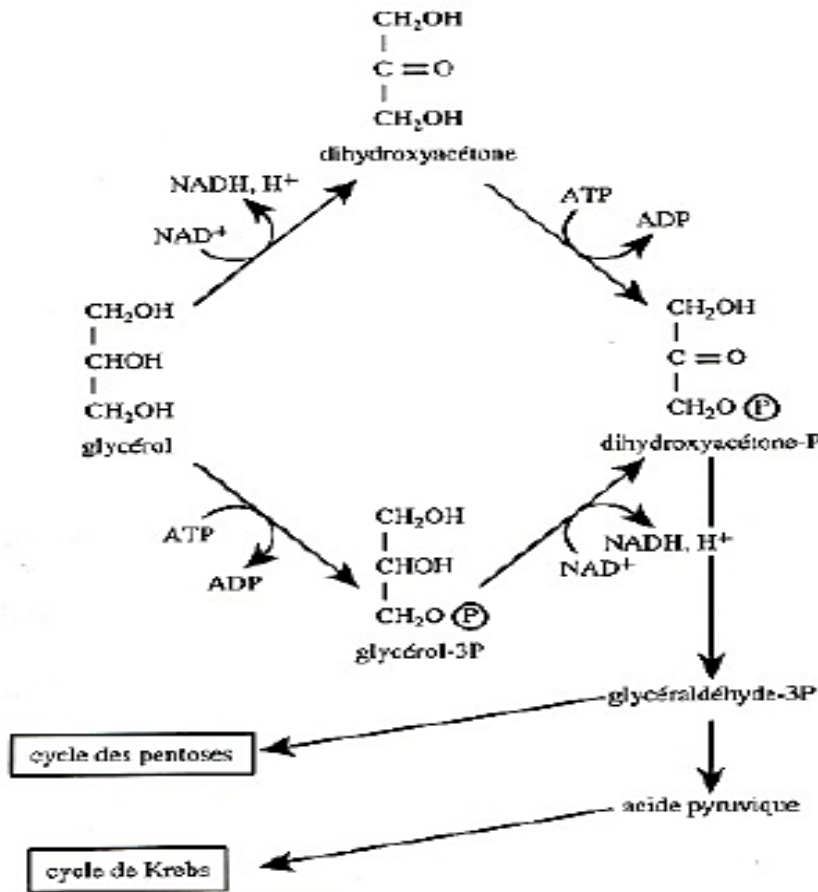 CH₂OH
C=O
CH₂OH
dihydroxyacétone
NADH, H⁺
NAD⁺
ATP
ADP
CH₂OH
CHOH
CH₂OH
glycérol
CH₂OH
C=O
CH₂O Ⓟ
dihydroxyacétone-P
ATP
ADP
CH₂OH
CHOH
CH₂O Ⓟ
glycérol-3P
NADH, H⁺
NAD⁺
glycéraldéhyde-3P
cycle des pentoses
acide pyruvique
cycle de Krebs